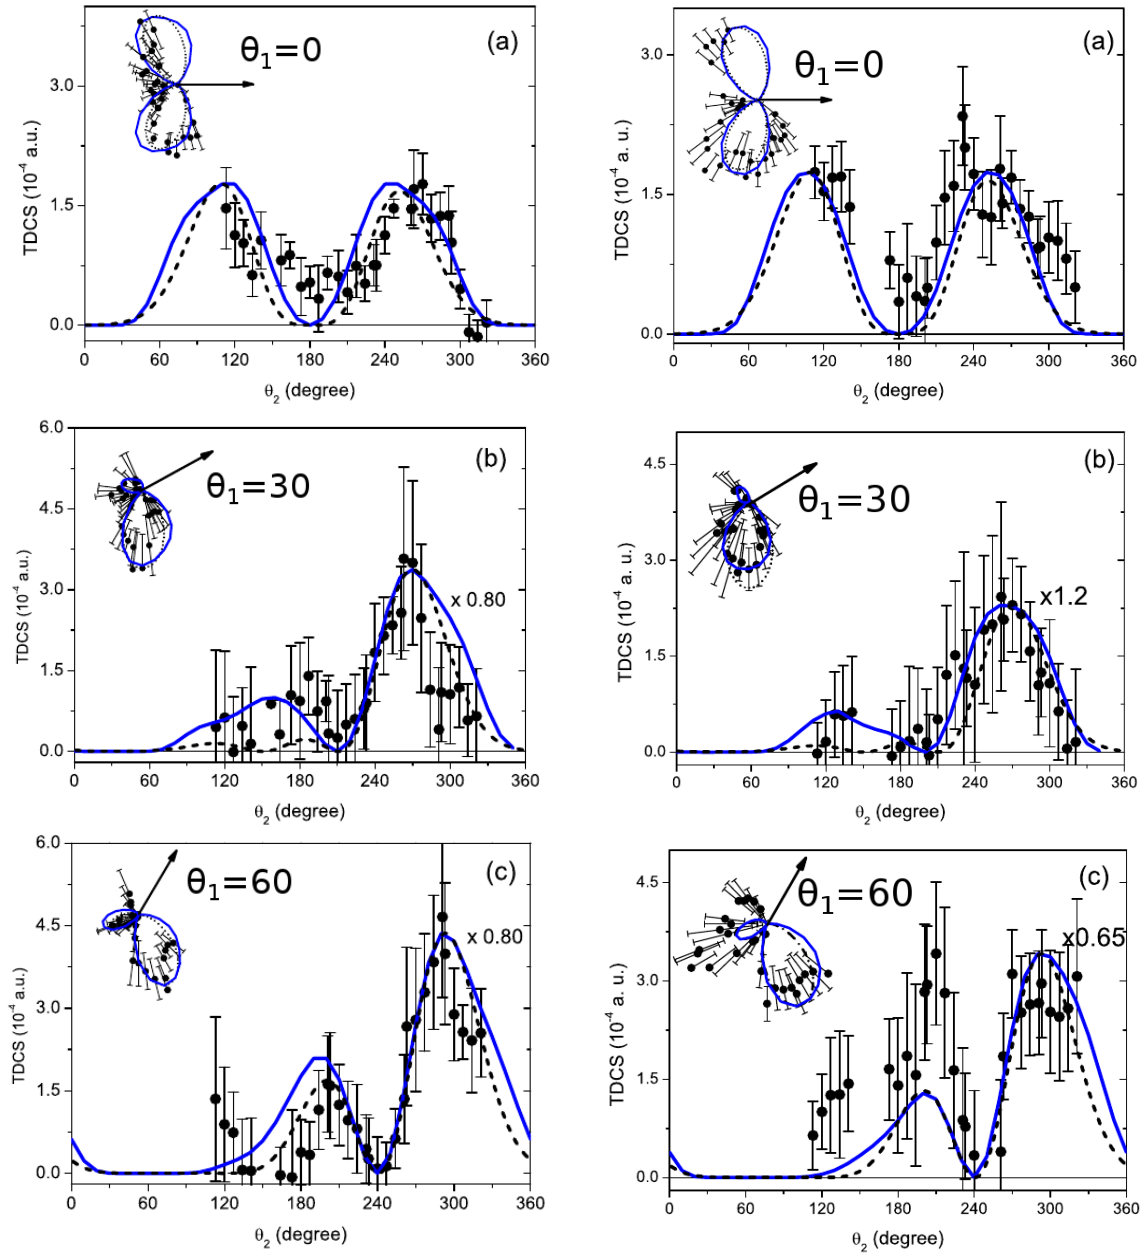 (a)
θ1=0
TDCS (10⁻⁴ a.u.)
3.0
1.5
0.0
0 60 120 180 240 300 360
θ2 (degree)
(a)
θ1=0
TDCS (10⁻⁴ a. u.)
3.0
1.5
0.0
0 60 120 180 240 300 360
θ2 (degree)
(b)
θ1=30
x 0.80
TDCS (10⁻⁴ a.u.)
6.0
4.5
3.0
1.5
0.0
0 60 120 180 240 300 360
θ2 (degree)
(b)
θ1=30
x1.2
TDCS (10⁻⁴ a. u.)
4.5
3.0
1.5
0.0
0 60 120 180 240 300 360
θ2 (degree)
(c)
θ1=60
x 0.80
TDCS (10⁻⁴ a.u.)
6.0
4.5
3.0
1.5
0.0
0 60 120 180 240 300 360
θ2 (degree)
(c)
θ1=60
x0.65
TDCS (10⁻⁴ a. u.)
4.5
3.0
1.5
0.0
0 60 120 180 240 300 360
θ2 (degree)